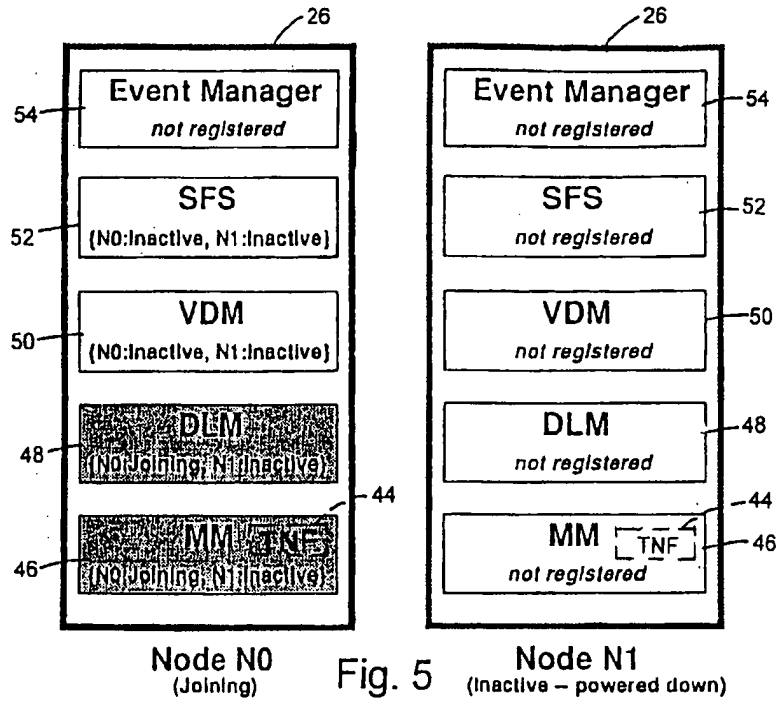 26
54
Event Manager
not registered
52
SFS
(N0:Inactive, N1:Inactive)
50
VDM
(N0:Inactive, N1:Inactive)
48
DLM
(N0:Joining, N1:Inactive)
44
46
MM
TNF
(N0:Joining, N1:Inactive)
Node N0
(Joining)
26
Event Manager
not registered
54
SFS
not registered
52
VDM
not registered
50
DLM
not registered
48
44
MM
TNF
46
not registered
Node N1
(Inactive – powered down)
Fig. 5